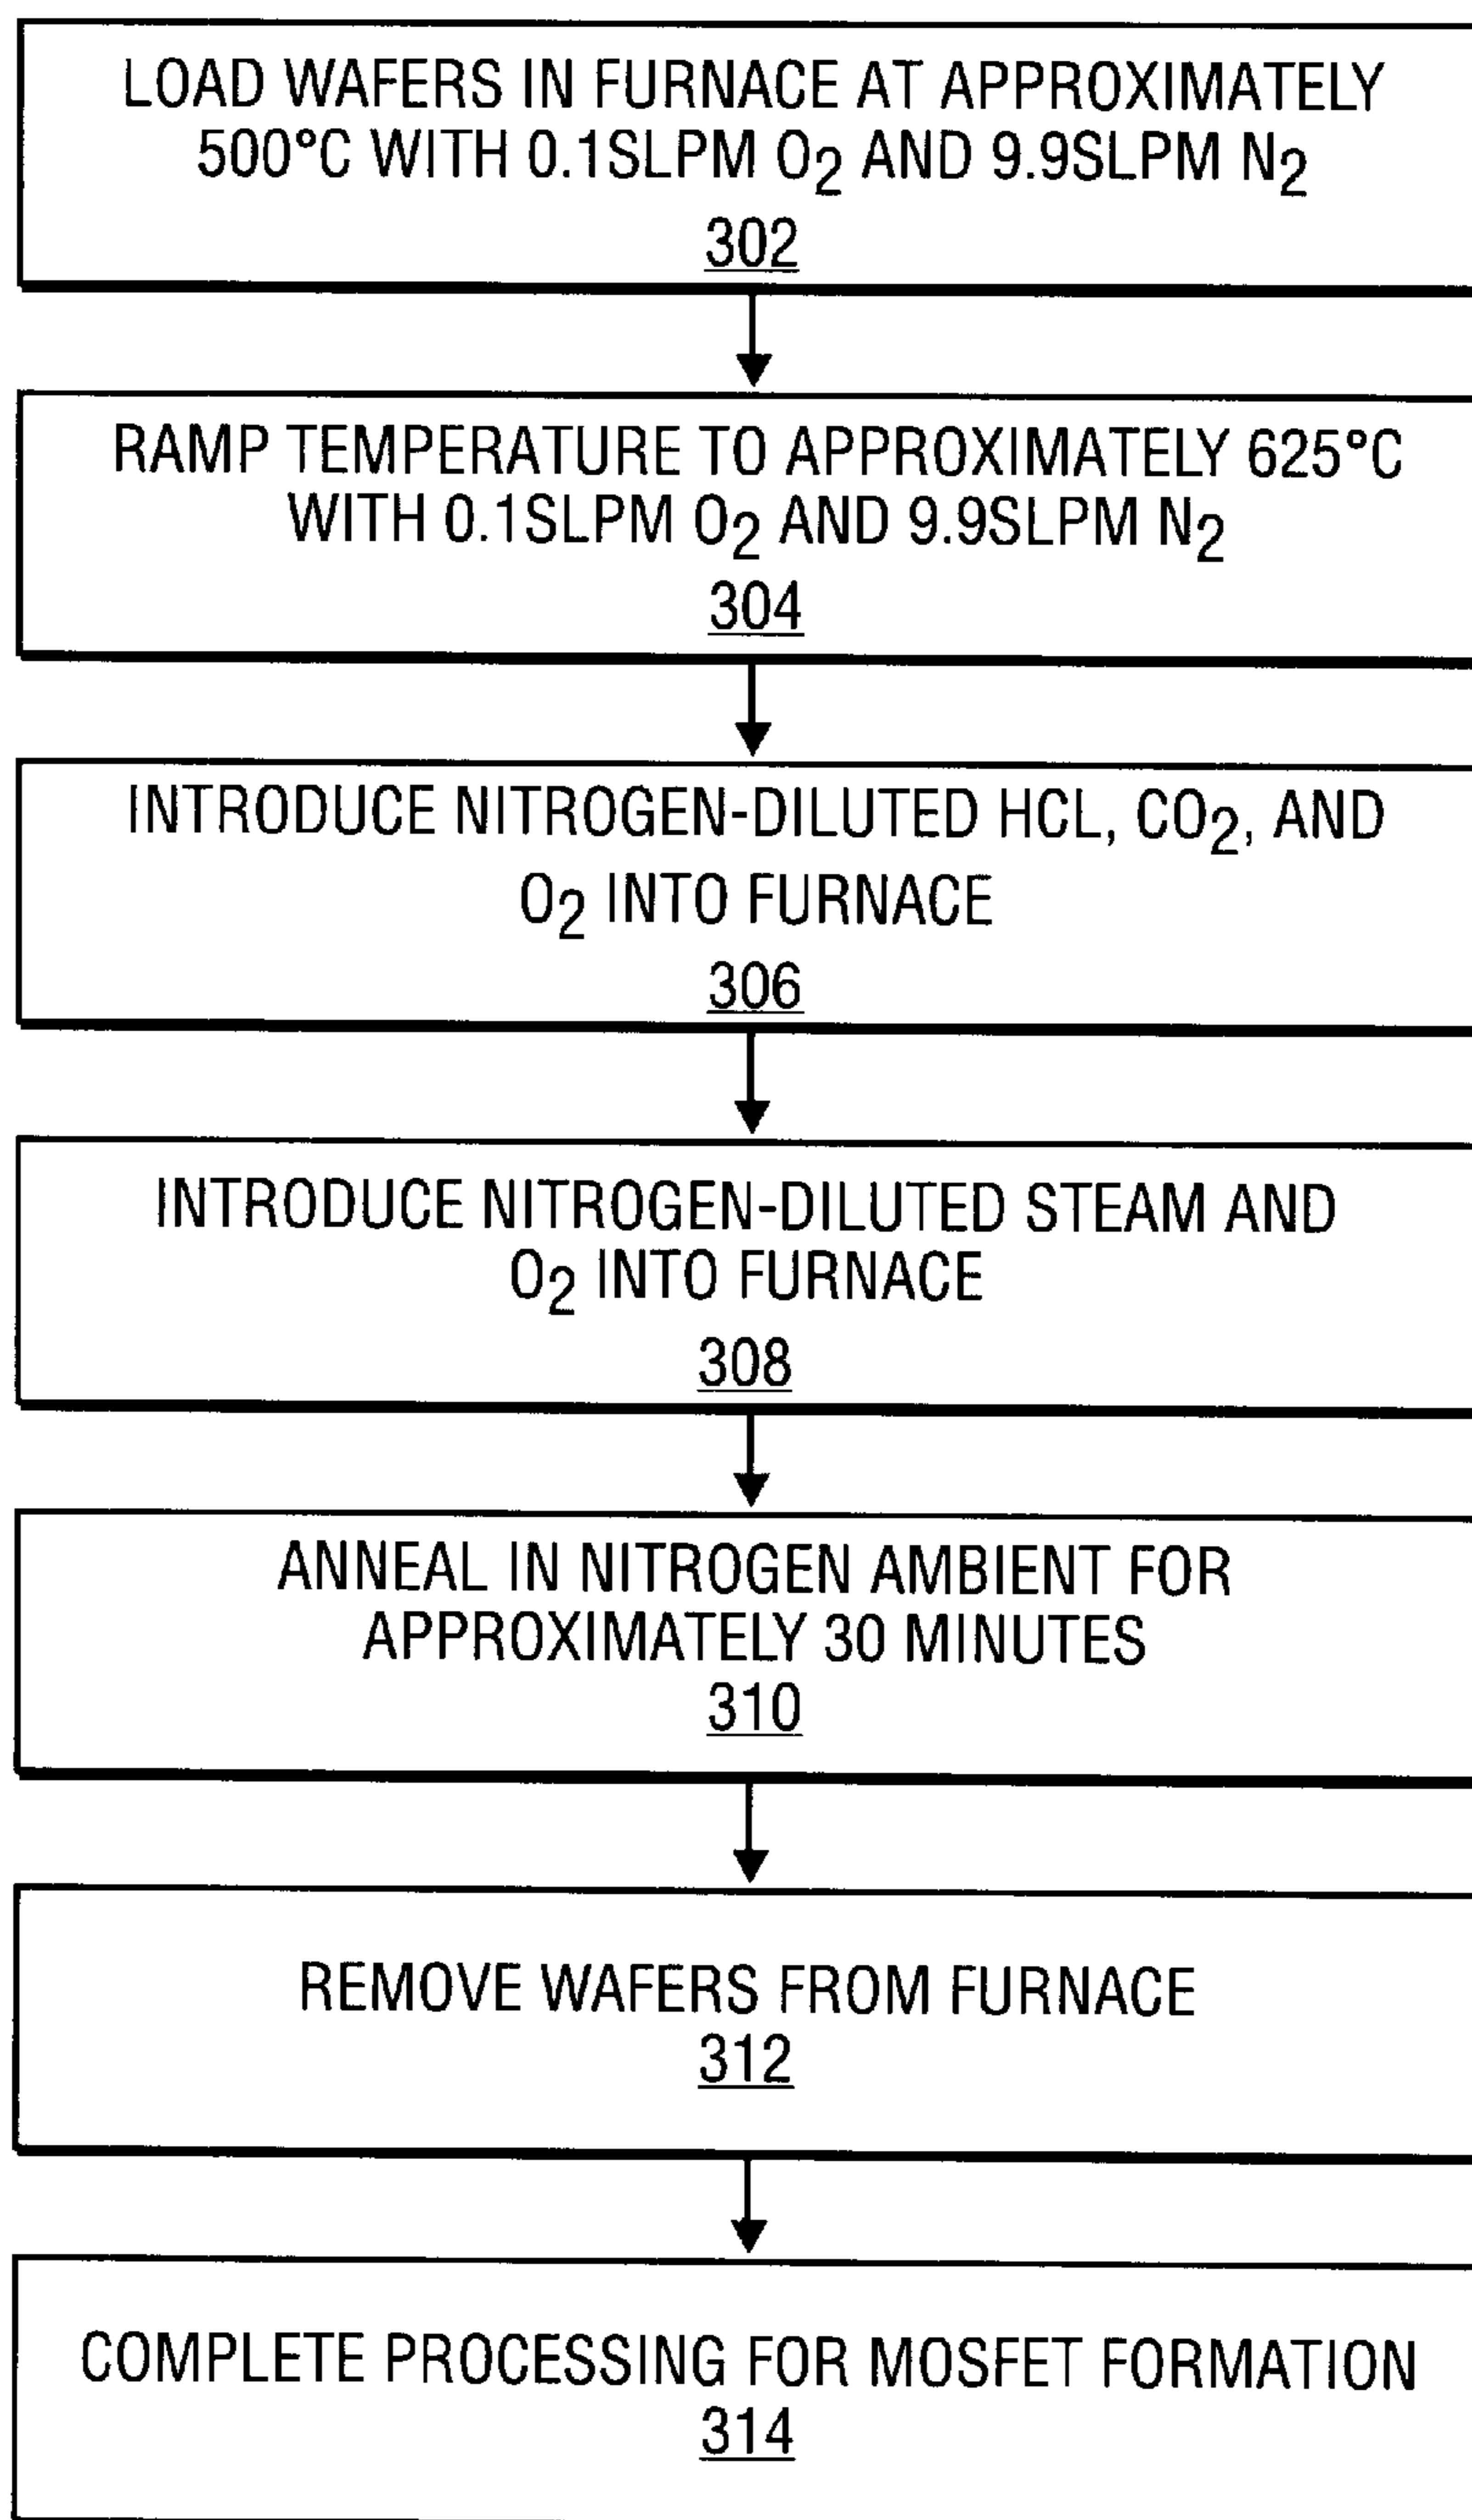 LOAD WAFERS IN FURNACE AT APPROXIMATELY
500°C WITH 0.1SLPM O2 AND 9.9SLPM N2
302
RAMP TEMPERATURE TO APPROXIMATELY 625°C
WITH 0.1SLPM O2 AND 9.9SLPM N2
304
INTRODUCE NITROGEN-DILUTED HCL, CO2, AND
O2 INTO FURNACE
306
INTRODUCE NITROGEN-DILUTED STEAM AND
O2 INTO FURNACE
308
ANNEAL IN NITROGEN AMBIENT FOR
APPROXIMATELY 30 MINUTES
310
REMOVE WAFERS FROM FURNACE
312
COMPLETE PROCESSING FOR MOSFET FORMATION
314